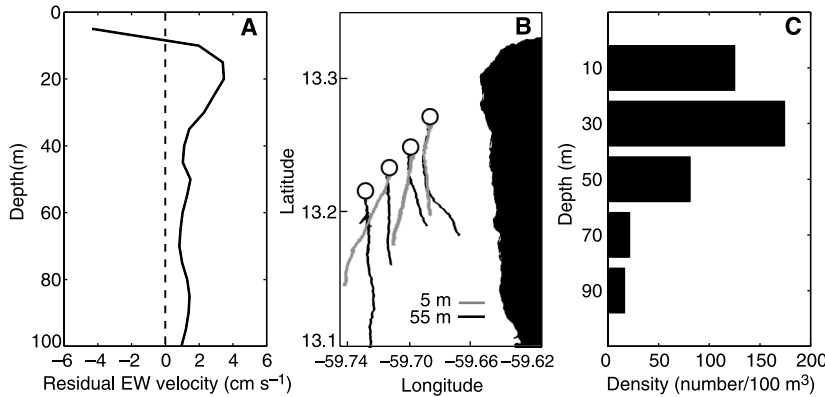 A
0
20
40
60
80
100
Depth(m)
−6 −4 −2 0 2 4 6
Residual EW velocity (cm s−1)
B
13.3
13.2
13.1
Latitude
5 m
55 m
−59.74 −59.70 −59.66 −59.62
Longitude
C
10
30
50
70
90
Depth (m)
0 50 100 150 200
Density (number/100 m3)